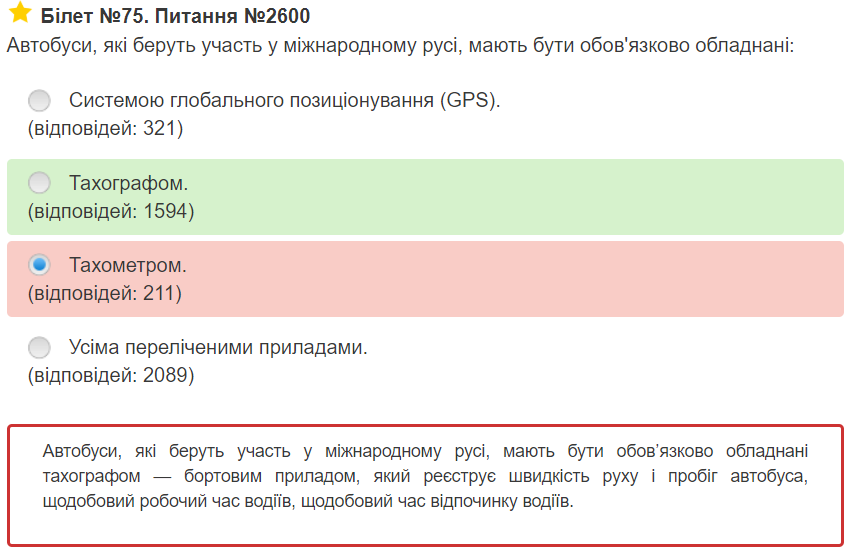 Білет №75. Питання №2600
Автобуси, які беруть участь у міжнародному русі, мають бути обов'язково обладнані:
Системою глобального позиціонування (GPS).
(відповідей: 321)
Тахографом.
(відповідей: 1594)
Тахометром.
(відповідей: 211)
Усіма переліченими приладами.
(відповідей: 2089)
Автобуси, які беруть участь у міжнародному русі, мають бути обов’язково обладнані
тахографом — бортовим приладом, який реєструє швидкість руху і пробіг автобуса,
щодобовий робочий час водіїв, щодобовий час відпочинку водіїв.